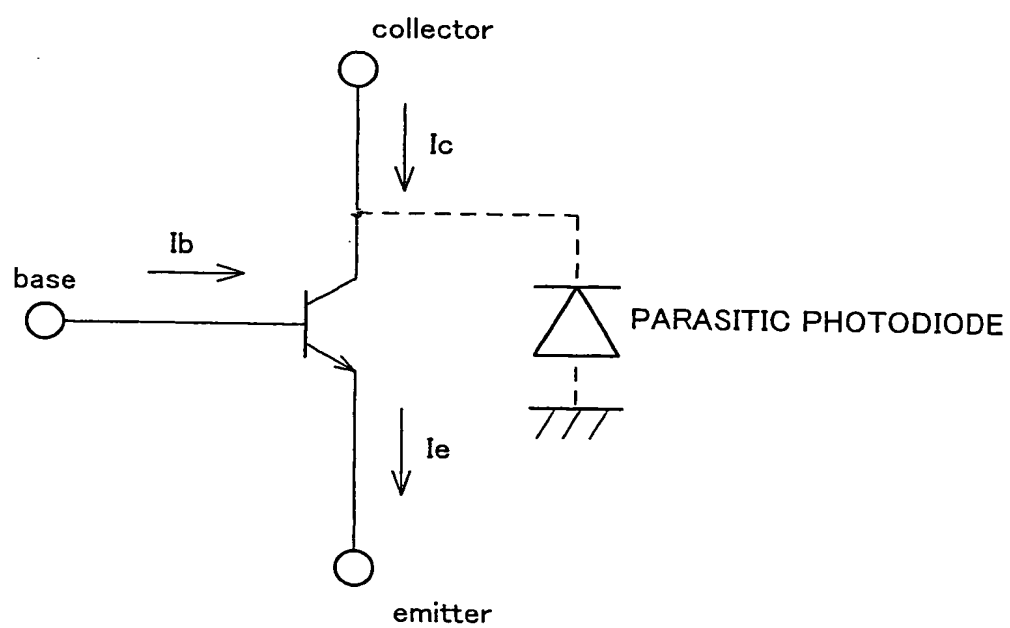 collector
Ic
Ib
base
PARASITIC PHOTODIODE
Ie
emitter